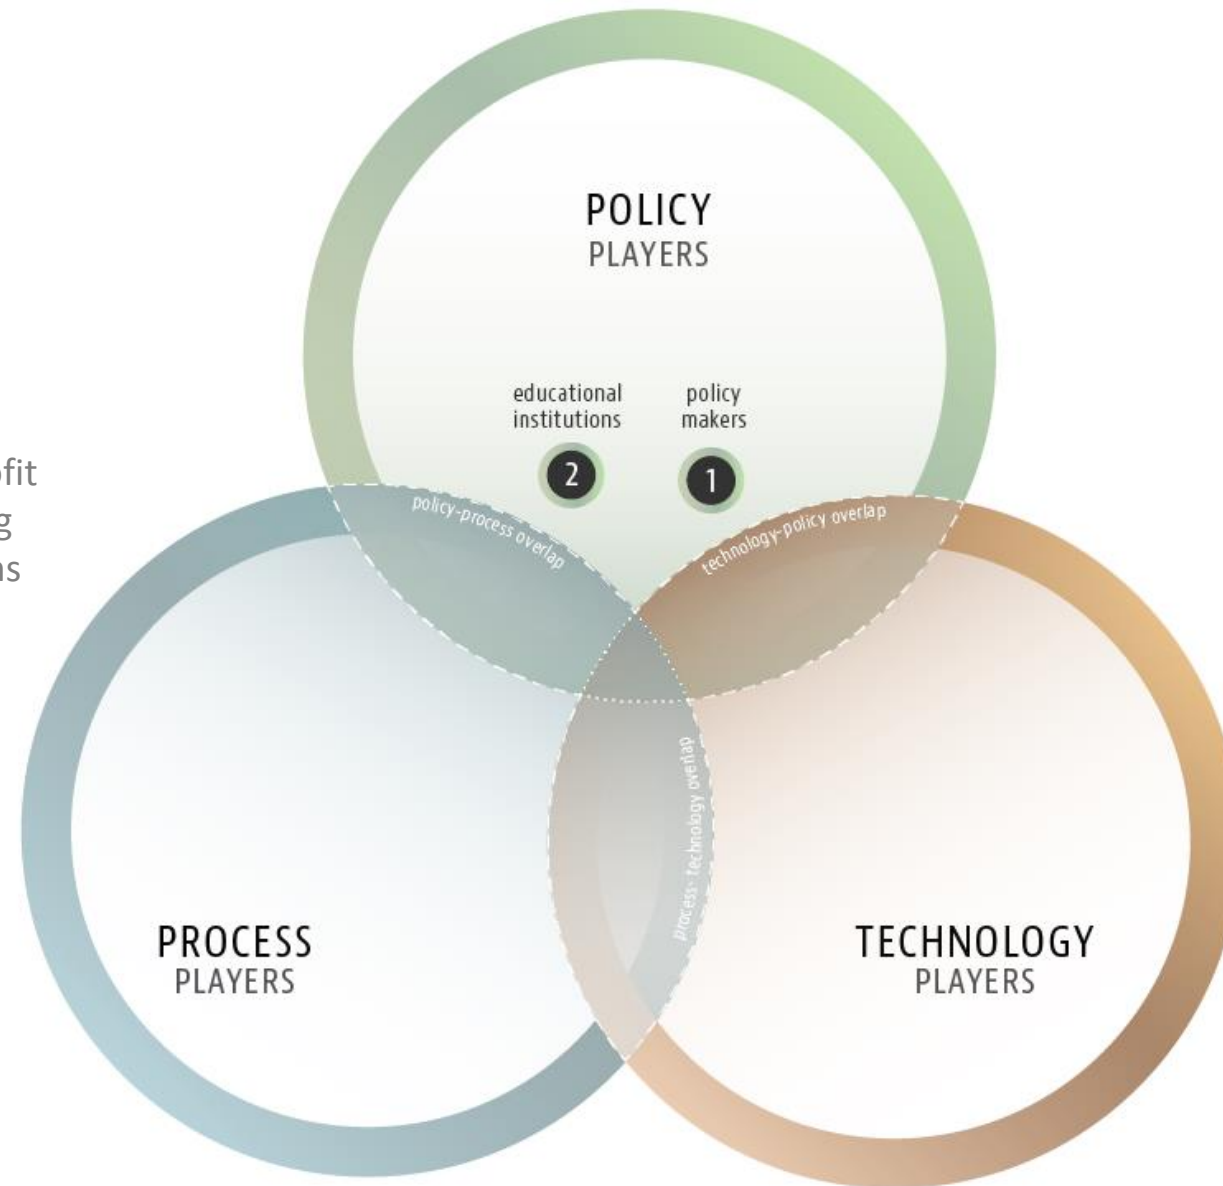 POLICY
PLAYERS
educational
institutions
policy
makers
2
1
policy-process overlap
technology-policy overlap
process- technology overlap
PROCESS
PLAYERS
TECHNOLOGY
PLAYERS